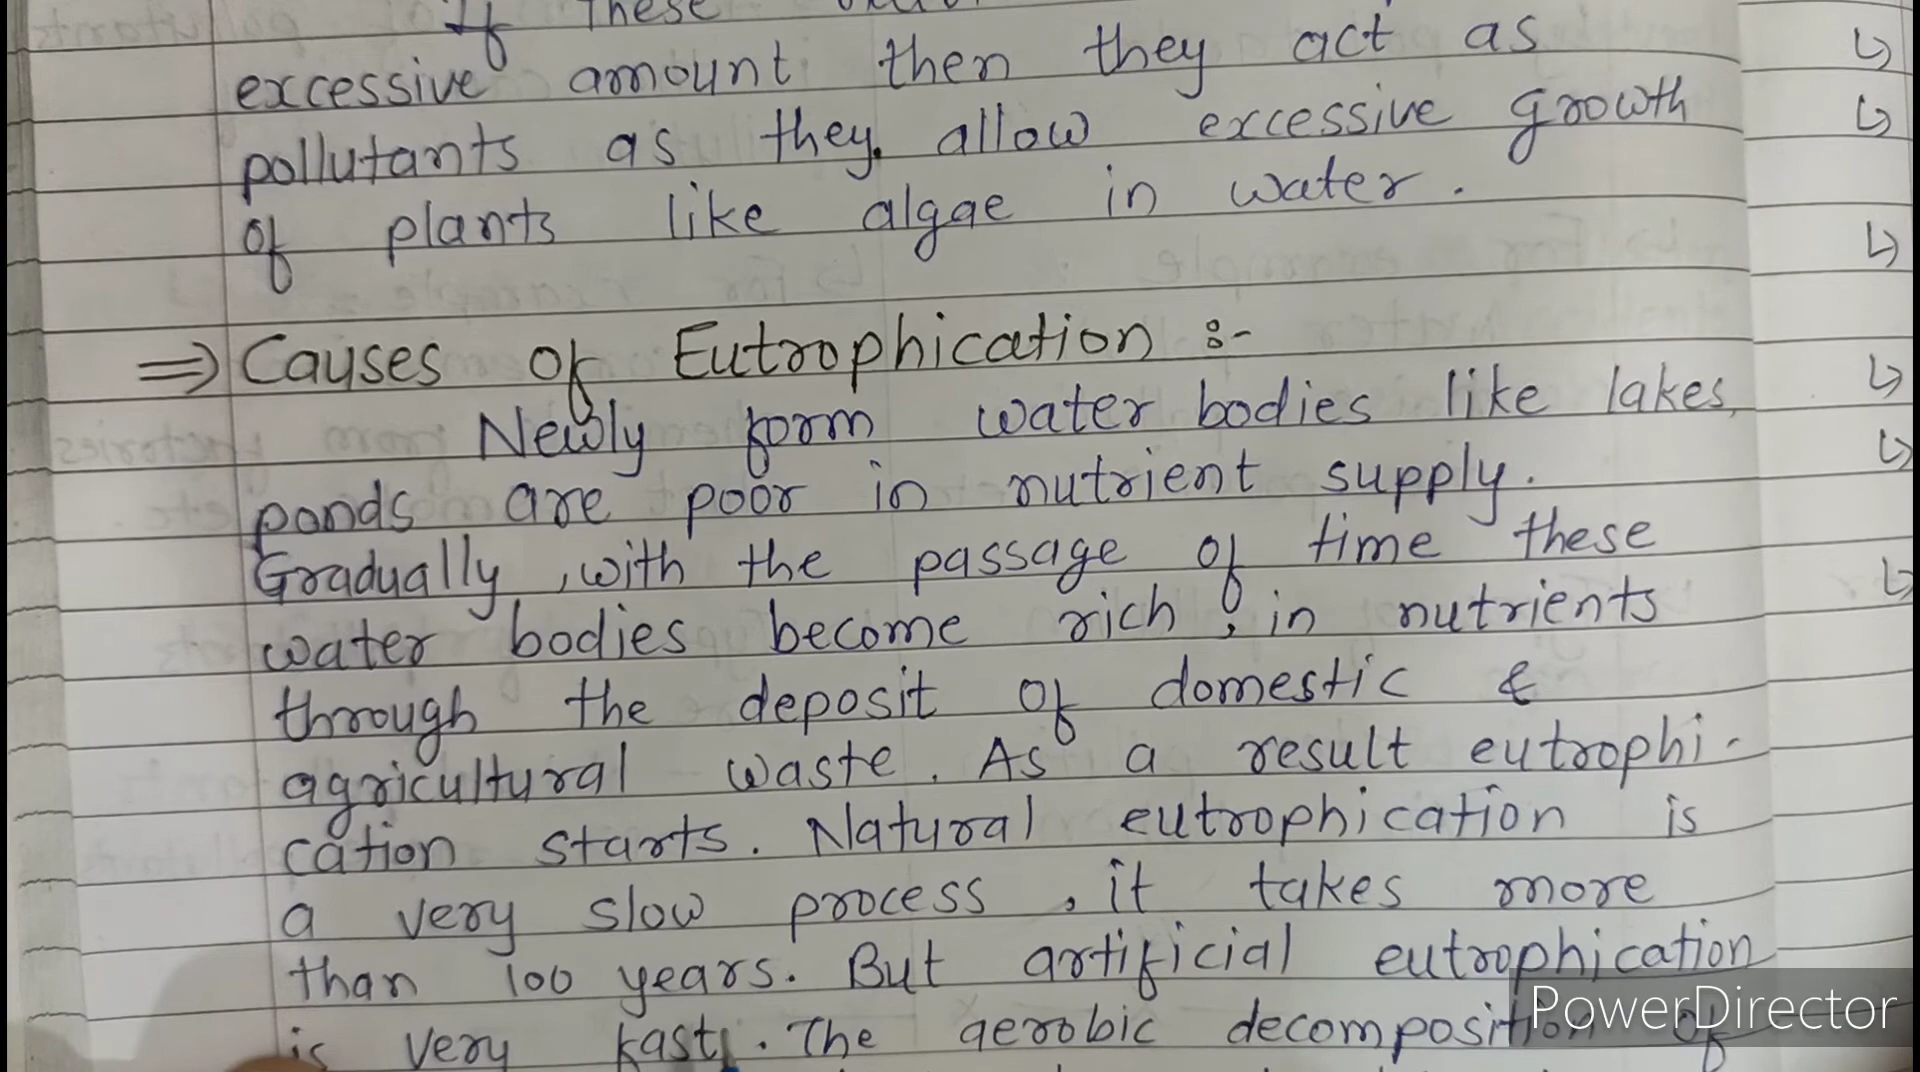 If These
excessive amount then they act as
pollutants as they allow excessive growth
of plants like algae in water.
⇒ Causes of Eutrophication :-
Newly form water bodies like lakes,
ponds are poor in nutrient supply.
Gradually, with the passage of time these
water bodies become rich, in nutrients
through the deposit of domestic &
agricultural waste. As a result eutrophi-
cation starts. Natural eutrophication is
a very slow process, it takes more
than 100 years. But artificial eutrophication
is very fast. The aerobic decomposition of
PowerDirector